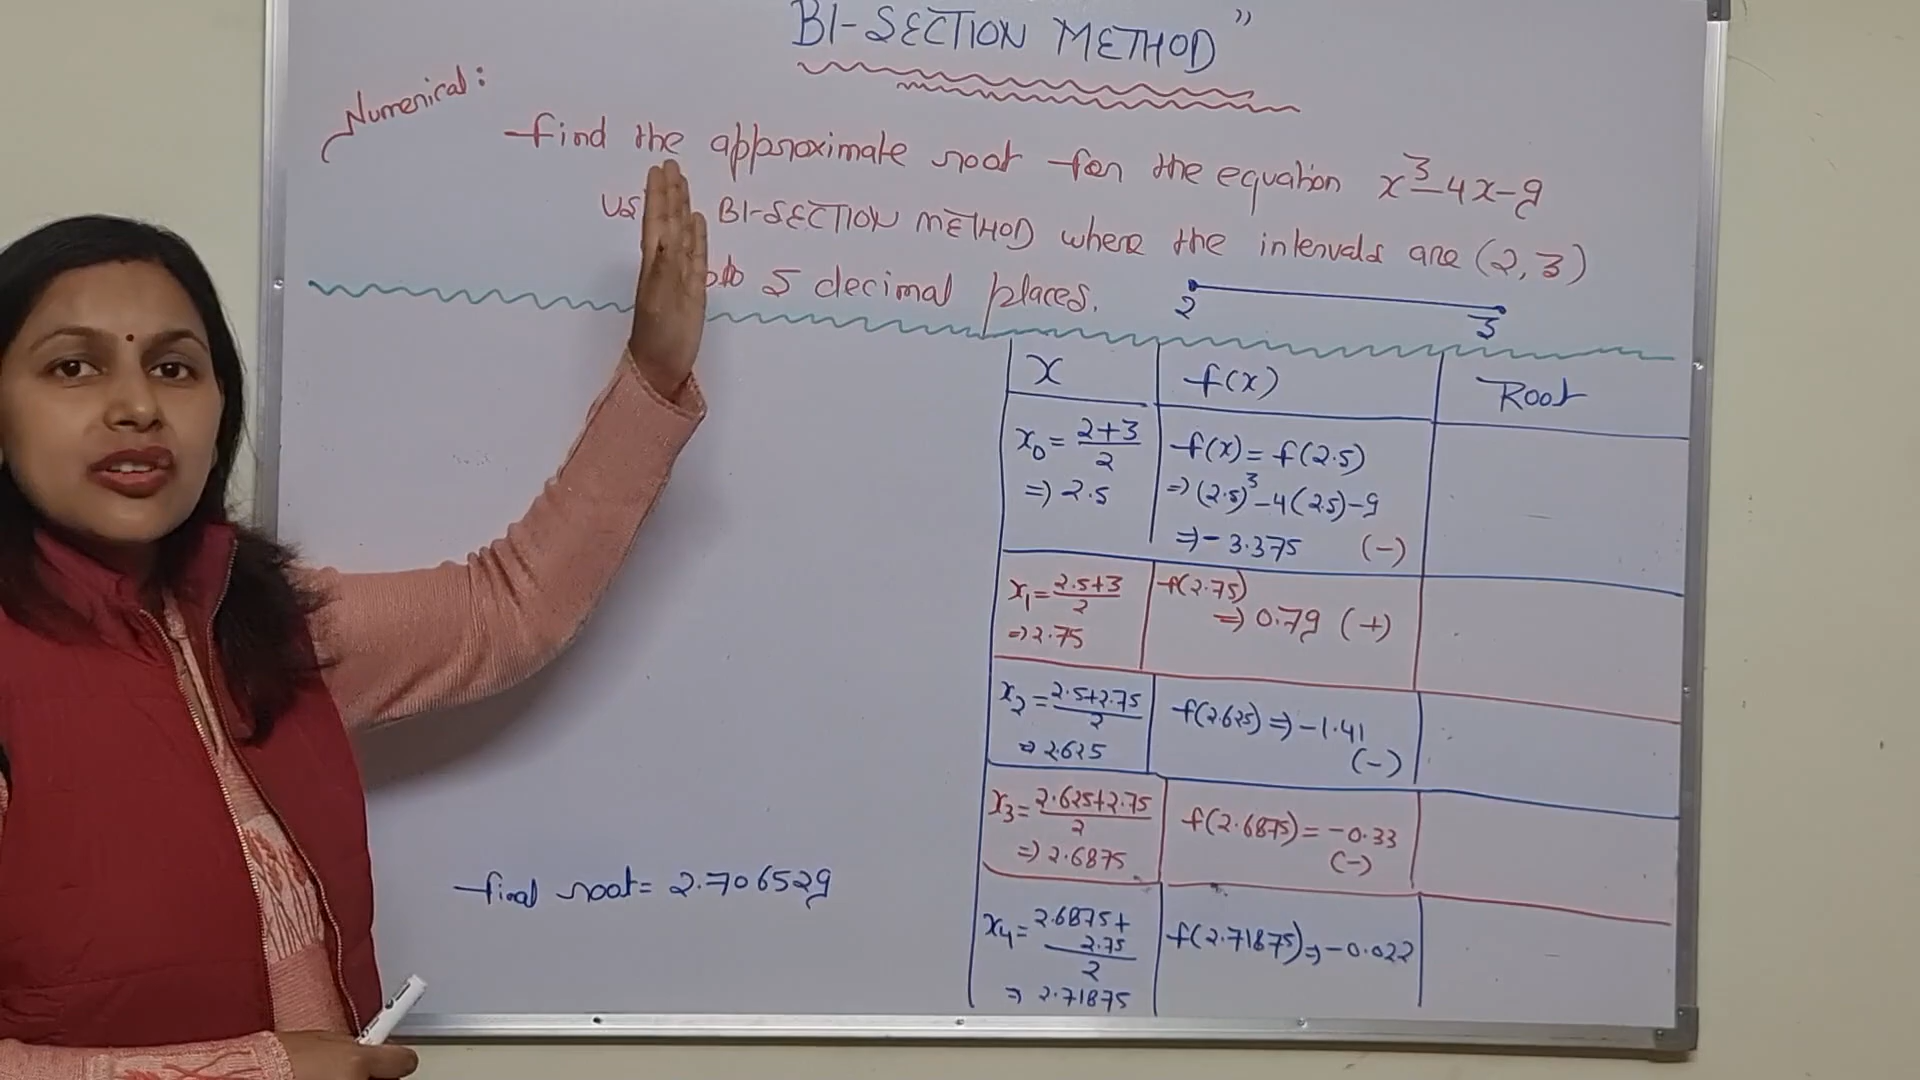 BI-SECTION METHOD"
Numerical:
find the approximate root for the equation x³-4x-9
BI-SECTION METHOD where the intervals are (2,3)
5 decimal places.
2 3
x f(x) Root
x₀ = (2+3)/2
=> 2.5
f(x) = f(2.5)
=> (2.5)³-4(2.5)-9
=> -3.375 (-)
x₁ = (2.5+3)/2
=> 2.75
f(2.75)
=> 0.79 (+)
x₂ = (2.5+2.75)/2
=> 2.625
f(2.625) => -1.41
(-)
x₃ = (2.625+2.75)/2
=> 2.6875
f(2.6875) = -0.33
(-)
x₄ = (2.6875+2.75)/2
=> 2.71875
f(2.71875) => -0.022
final root = 2.706529